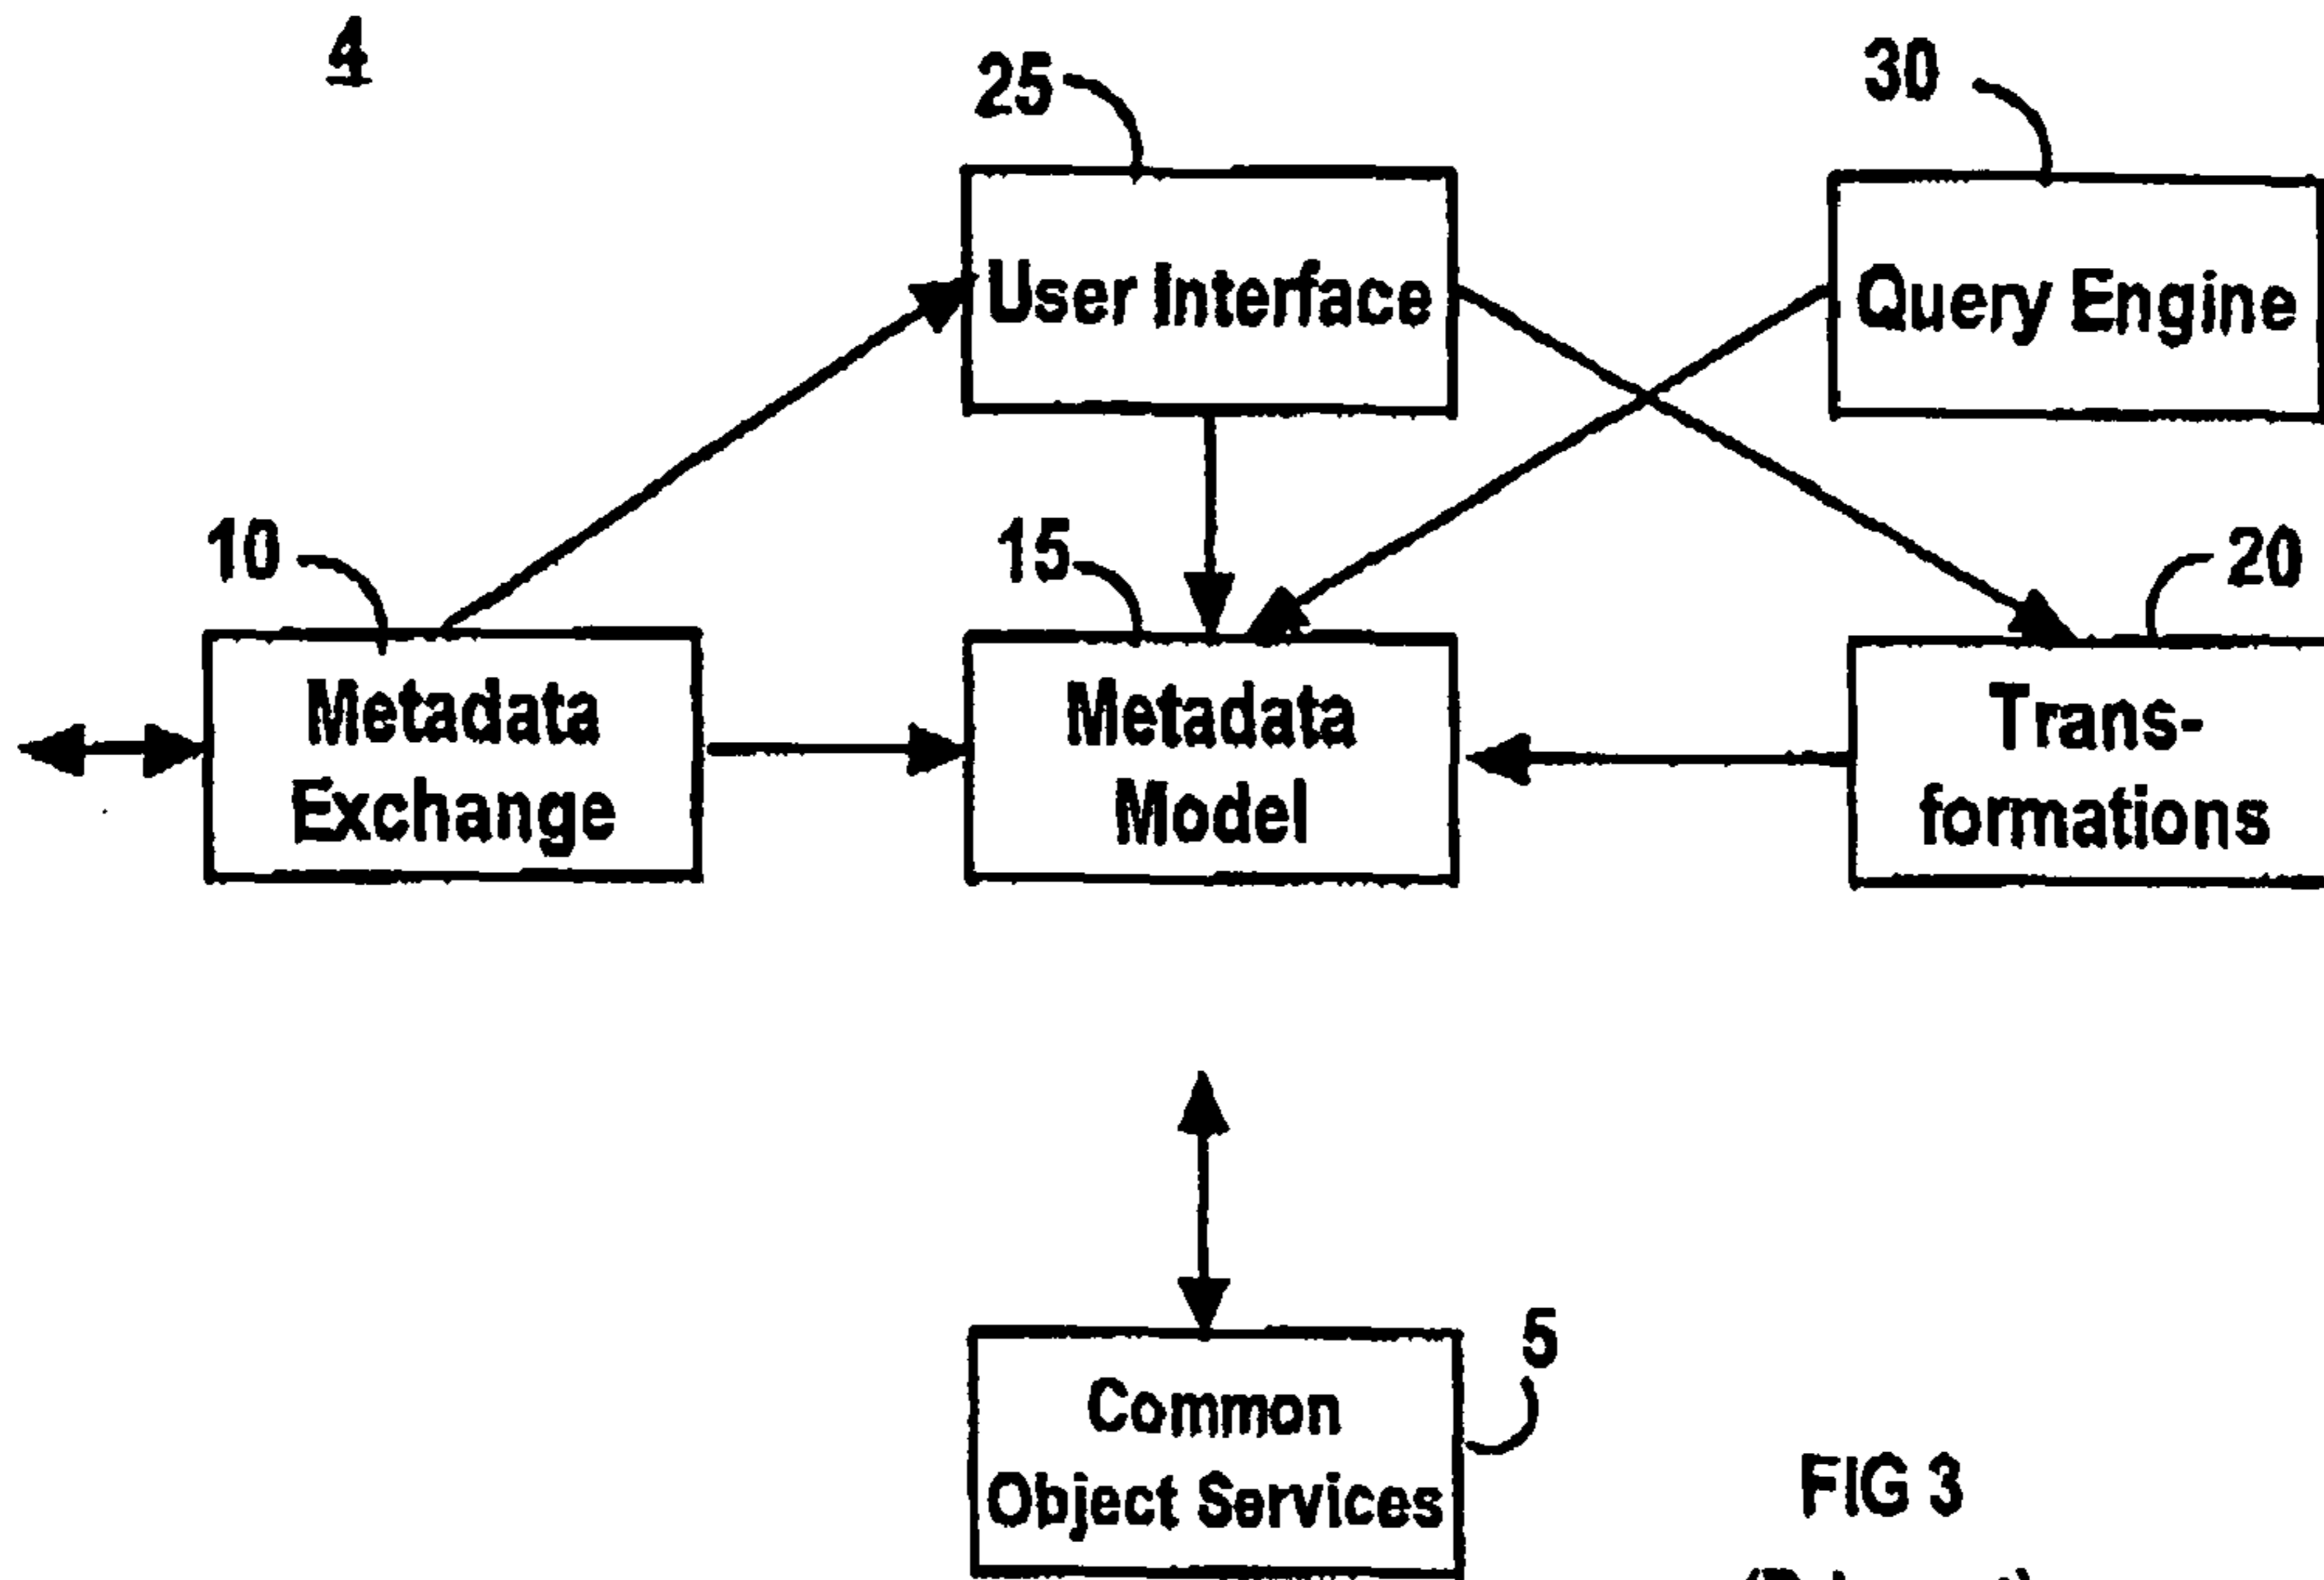 4
25
30
User Interface
Query Engine
10
15
20
Metadata
Exchange
Metadata
Model
Trans-
formations
5
Common
Object Services
FIG 3